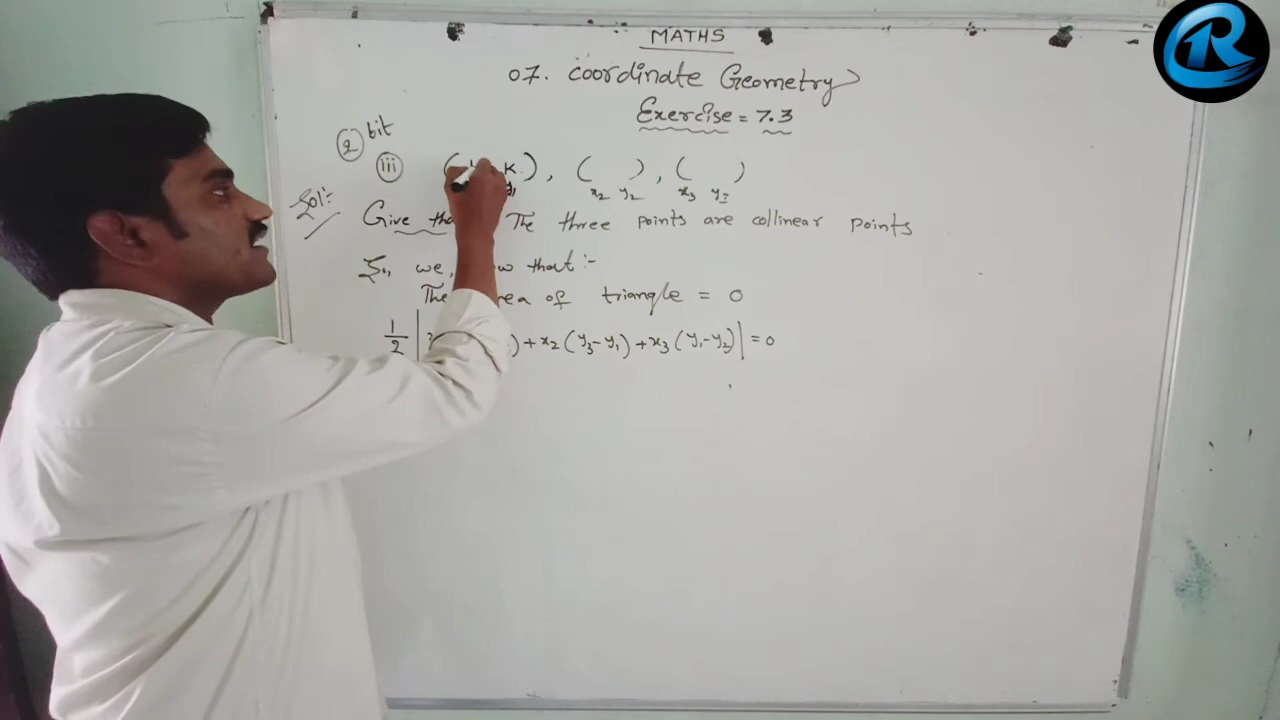 MATHS
07. Coordinate Geometry
Exercise = 7.3
2 bit
iii ( K ) , ( ) , ( )
y₁ x₂ y₂ x₃ y₃
Sol:-
Give The three points are collinear points
So, we, that :-
The of triangle = 0
1/2 | ) + x₂ (y₃ - y₁) + x₃ (y₁ - y₂) | = 0
R